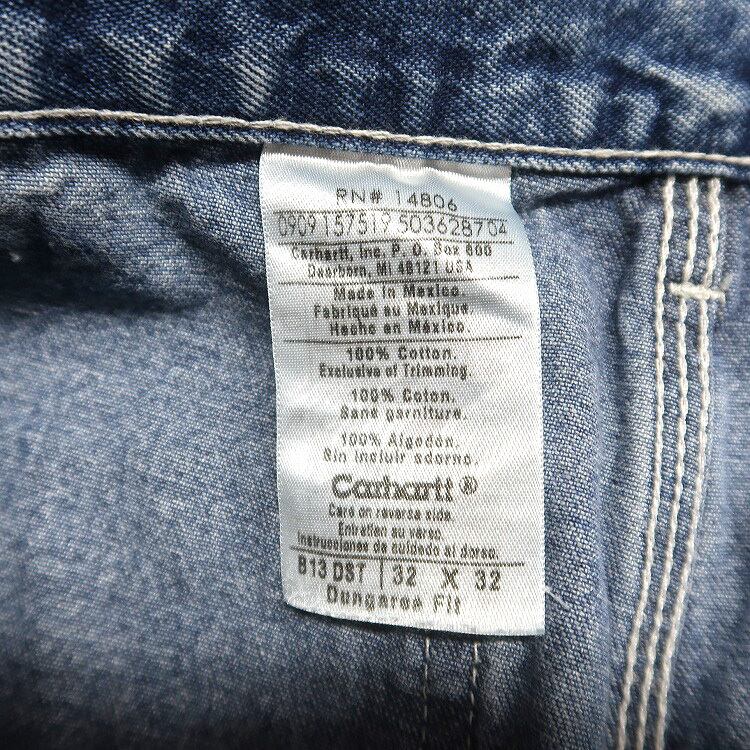 RN# 14806
0909 157519 5036287 04
Carhartt, Inc. P. O. Box 600
Dearborn, MI 48121 USA
Made in Mexico.
Fabriqué au Mexique.
Hecho en México.
100% Cotton.
Exclusive of Trimming.
100% Coton.
Sans garniture.
100% Algodón.
Sin incluir adorno.
Carhartt®
Care on reverse side.
Entretien au verso.
Instrucciones de cuidado al dorso.
B13 DST | 32 X 32
Dungaree Fit